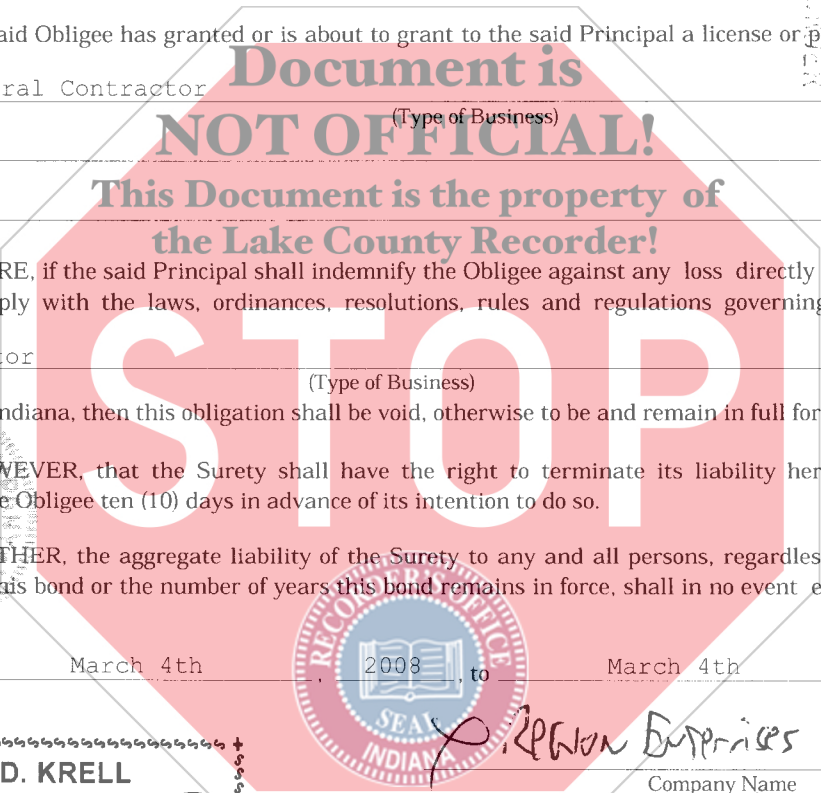 aid Obligee has granted or is about to grant to the said Principal a license or p
Document is
ral Contractor
(Type of Business)
NOT OFFICIAL!
This Document is the property of
the Lake County Recorder!
RE, if the said Principal shall indemnify the Obligee against any loss directly
ply with the laws, ordinances, resolutions, rules and regulations governing
tor
(Type of Business)
STOP
ndiana, then this obligation shall be void, otherwise to be and remain in full for
WEVER, that the Surety shall have the right to terminate its liability her
e Obligee ten (10) days in advance of its intention to do so.
THER, the aggregate liability of the Surety to any and all persons, regardless
his bond or the number of years this bond remains in force, shall in no event e
RECORDER'S OFFICE
March 4th, 2008, to March 4th
SEAL
INDIANA
Enterprises
D. KRELL
Company Name